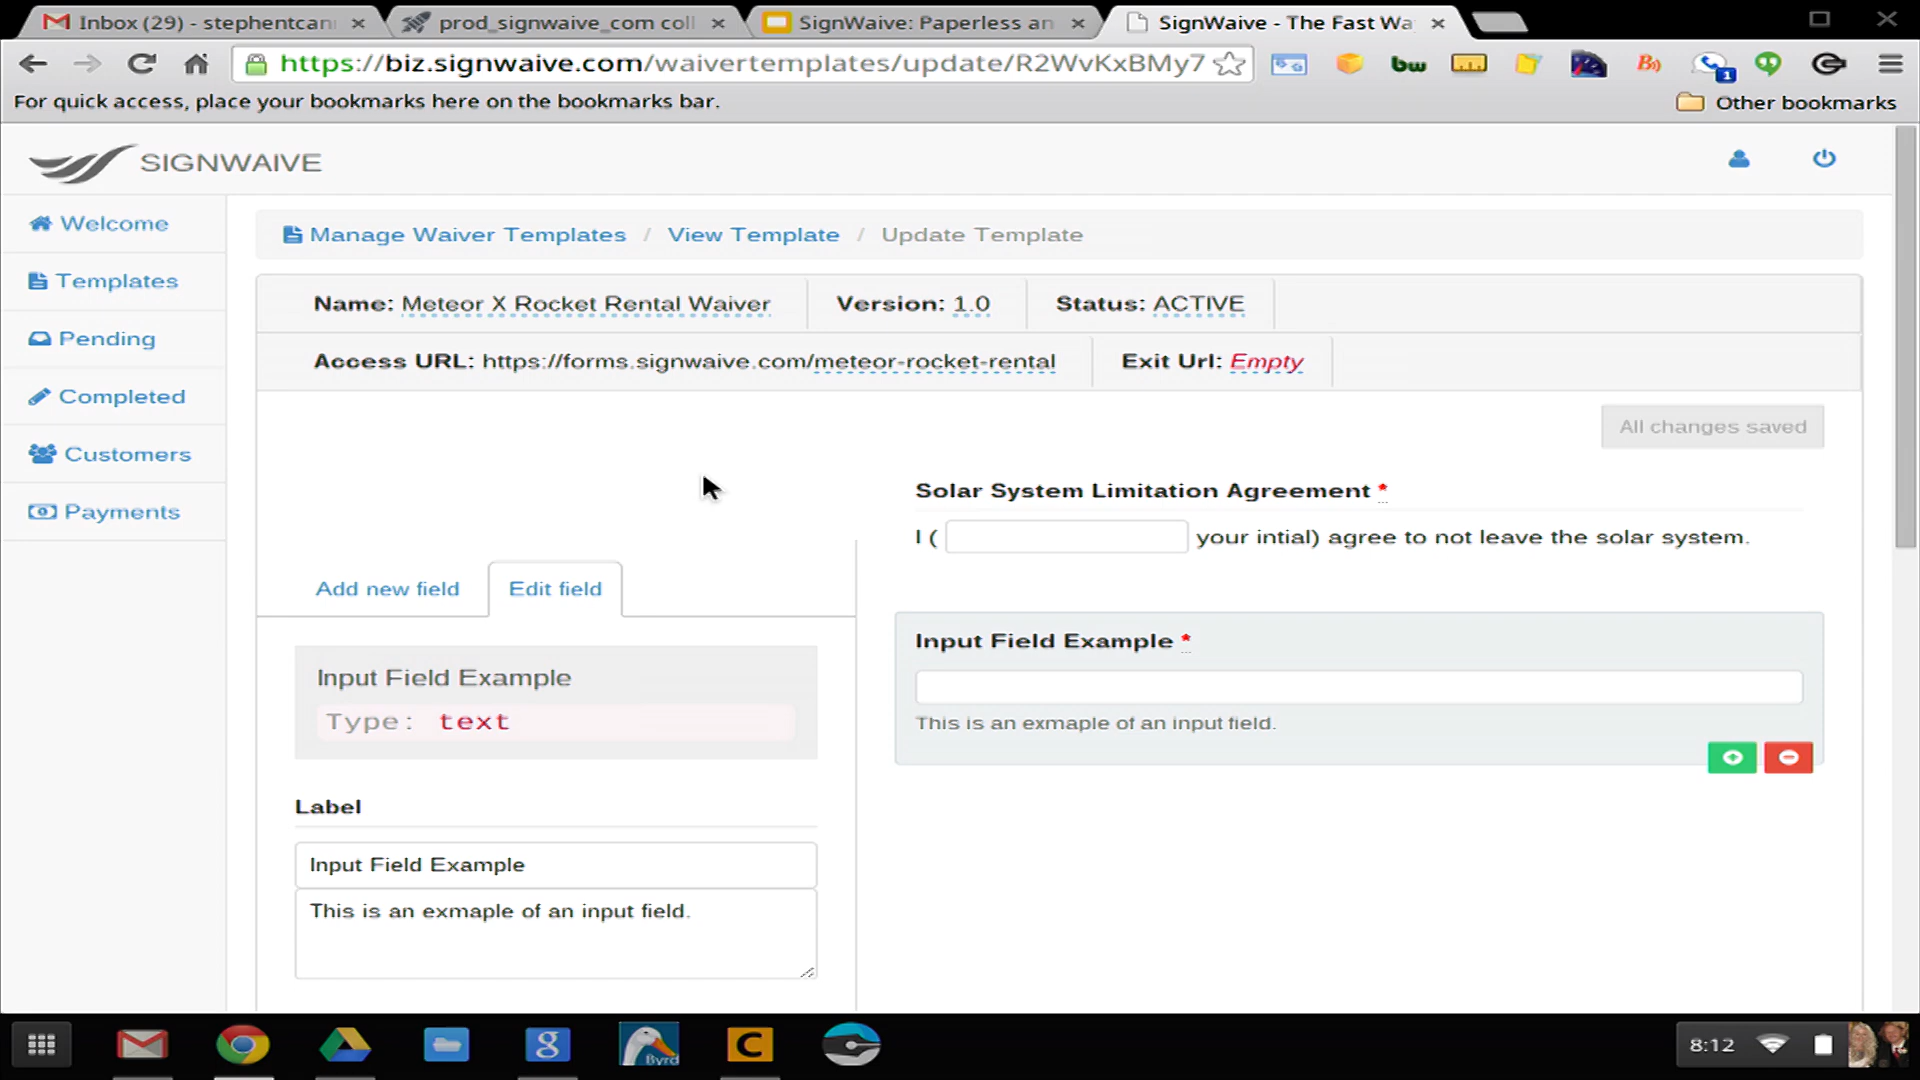 Inbox (29) - stephentcan
prod_signwaive_com coll
SignWaive: Paperless an
SignWaive - The Fast Wa
https://biz.signwaive.com/waivertemplates/update/R2WvKxBMy7
bw
B)
1
For quick access, place your bookmarks here on the bookmarks bar.
Other bookmarks
SIGNWAIVE
Welcome
Templates
Pending
Completed
Customers
Payments
Manage Waiver Templates / View Template / Update Template
Name: Meteor X Rocket Rental Waiver
Version: 1.0
Status: ACTIVE
Access URL: https://forms.signwaive.com/meteor-rocket-rental
Exit Url: Empty
All changes saved
Solar System Limitation Agreement *
I ( your intial) agree to not leave the solar system.
Add new field
Edit field
Input Field Example
Type: text
Label
Input Field Example
This is an exmaple of an input field.
Input Field Example *
This is an exmaple of an input field.
g
Byrd
C
8:12